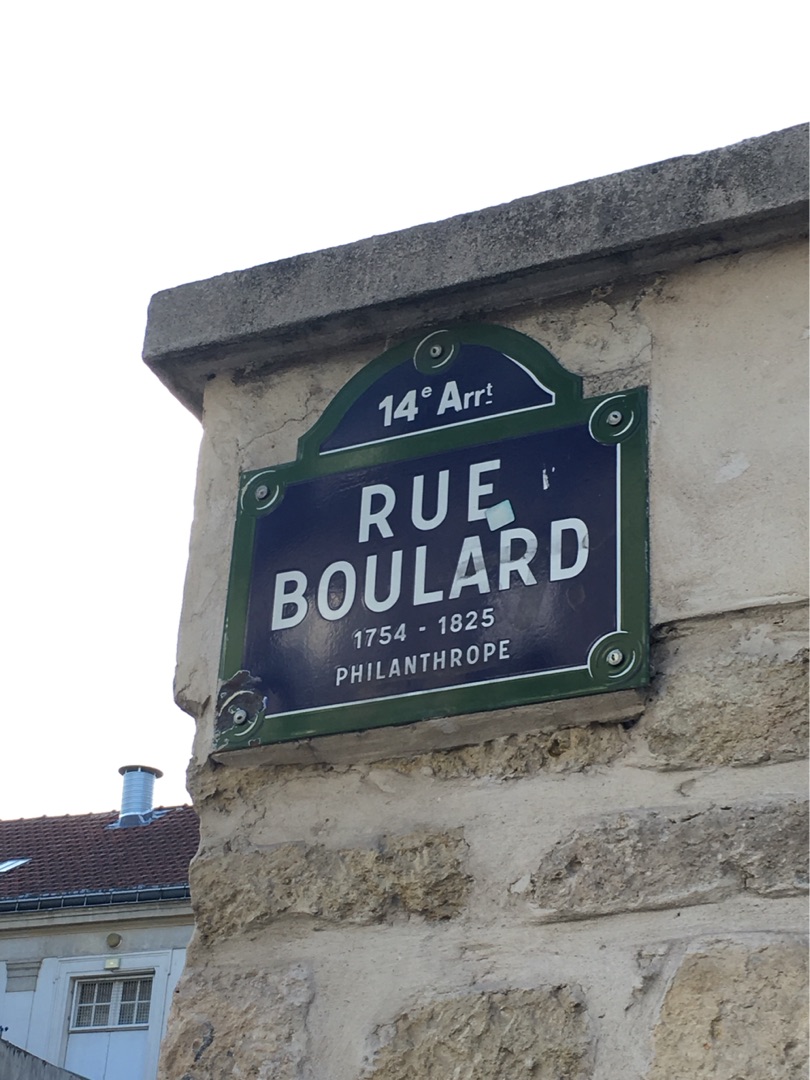 14e Arrt
RUE
BOULARD
1754 - 1825
PHILANTHROPE